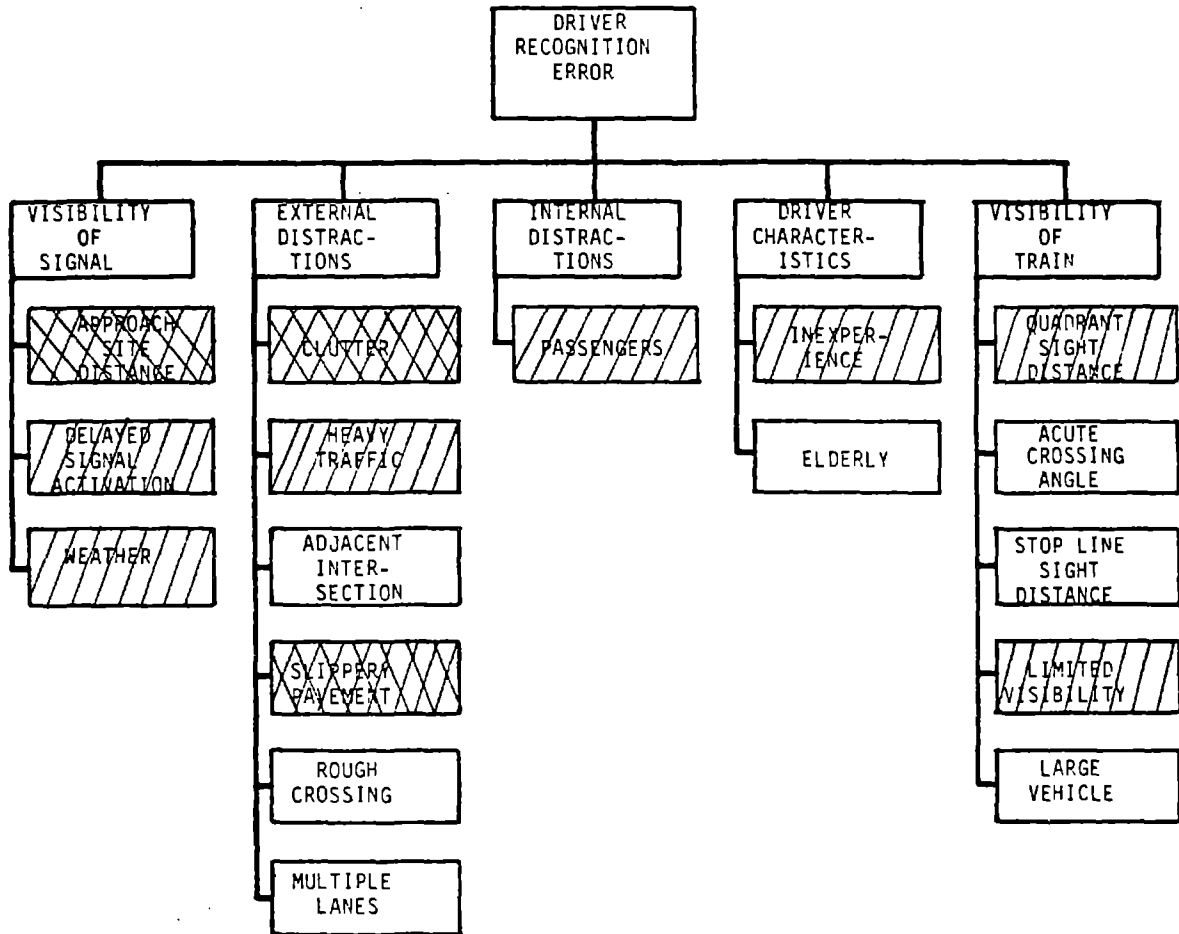 DRIVER
RECOGNITION
ERROR
VISIBILITY
OF
SIGNAL
EXTERNAL
DISTRAC-
TIONS
INTERNAL
DISTRAC-
TIONS
DRIVER
CHARACTER-
ISTICS
VISIBILITY
OF
TRAIN
APPROACH
SITE
DISTANCE
DELAYED
SIGNAL
ACTIVATION
WEATHER
CLUTTER
HEAVY
TRAFFIC
ADJACENT
INTER-
SECTION
SLIPPERY
PAVEMENT
ROUGH
CROSSING
MULTIPLE
LANES
PASSENGERS
INEXPER-
IENCE
ELDERLY
QUADRANT
SIGHT
DISTANCE
ACUTE
CROSSING
ANGLE
STOP LINE
SIGHT
DISTANCE
LIMITED
VISIBILITY
LARGE
VEHICLE